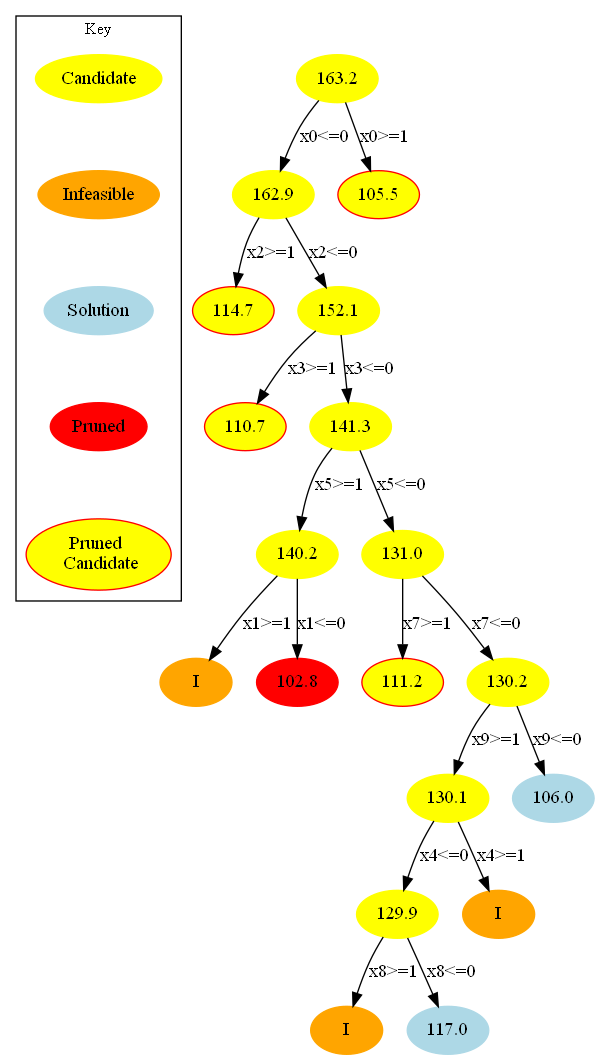 Key
Candidate
Infeasible
Solution
Pruned
Pruned
Candidate
163.2
x0<=0
x0>=1
162.9
105.5
x2>=1
x2<=0
114.7
152.1
x3>=1
x3<=0
110.7
141.3
x5>=1
x5<=0
140.2
131.0
x1>=1
x1<=0
x7>=1
x7<=0
I
102.8
111.2
130.2
x9>=1
x9<=0
130.1
106.0
x4<=0
x4>=1
129.9
I
x8>=1
x8<=0
I
117.0